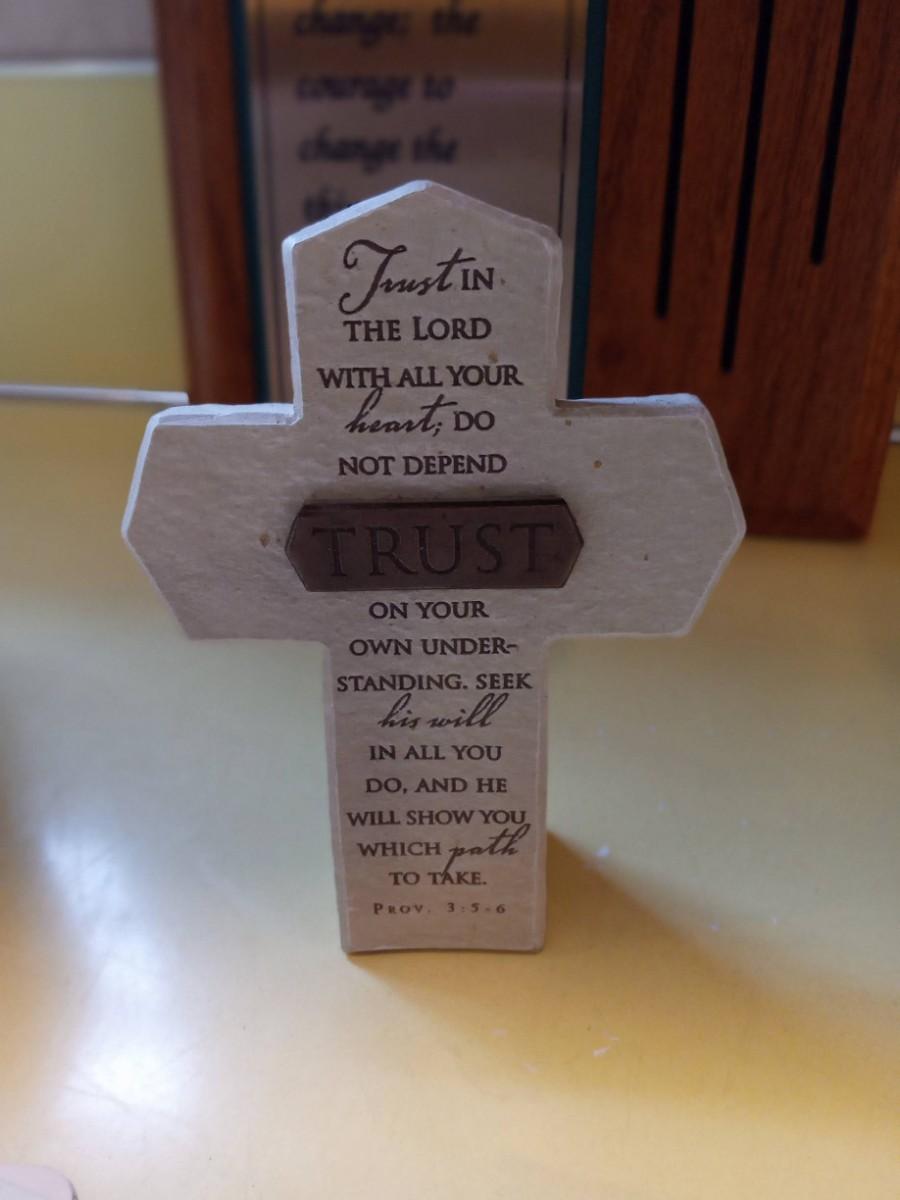 change; the
courage to
change the
Trust IN
THE LORD
WITH ALL YOUR
heart; DO
NOT DEPEND
TRUST
ON YOUR
OWN UNDER-
STANDING. SEEK
his will
IN ALL YOU
DO, AND HE
WILL SHOW YOU
WHICH path
TO TAKE.
PROV. 3:5-6